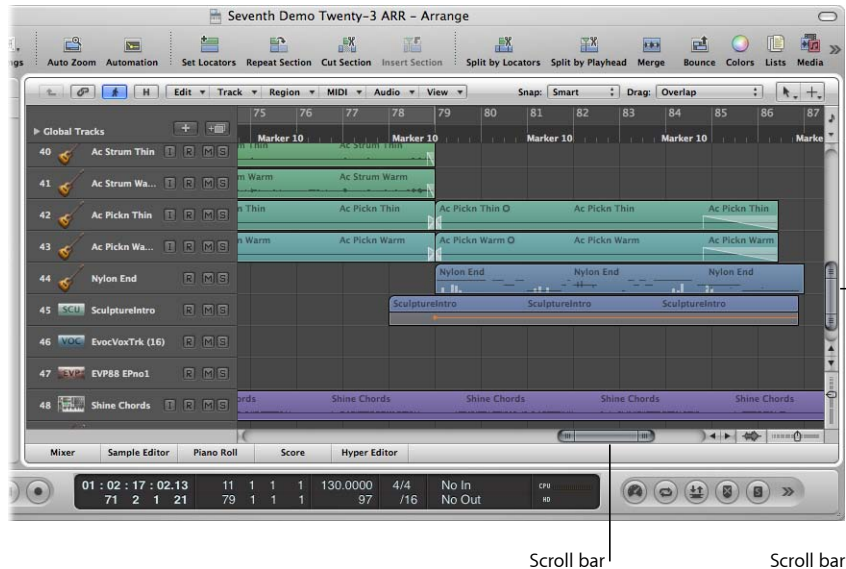 Seventh Demo Twenty-3 ARR – Arrange
gs Auto Zoom Automation Set Locators Repeat Section Cut Section Insert Section Split by Locators Split by Playhead Merge Bounce Colors Lists Media
H Edit Track Region MIDI Audio View Snap: Smart Drag: Overlap
75 76 77 78 79 80 81 82 83 84 85 86 87
Global Tracks
Marker 10 Marker 10 Marker 10 Marker 10 Marke
40 Ac Strum Thin I R M S Thin Ac Strum Thin
41 Ac Strum Wa... I R M S n Warm Ac Strum Warm
42 Ac Pickn Thin I R M S n Thin Ac Pickn Thin Ac Pickn Thin Ac Pickn Thin Ac Pickn Thin
43 Ac Pickn Wa... I R M S n Warm Ac Pickn Warm Ac Pickn Warm Ac Pickn Warm Ac Pickn Warm
44 Nylon End R M S Nylon End Nylon End Nylon End
45 SCU SculptureIntro R M S SculptureIntro SculptureIntro SculptureIntro
46 VOC EvocVoxTrk (16) R M S
47 EVP EVP88 EPno1 R M S
48 Shine Chords I R M S ords Shine Chords Shine Chords Shine Chords Shine Chords
Mixer Sample Editor Piano Roll Score Hyper Editor
01 : 02 : 17 : 02.13 11 1 1 1 130.0000 4/4 No In CPU
71 2 1 21 79 1 1 1 97 /16 No Out HD
Scroll bar Scroll bar